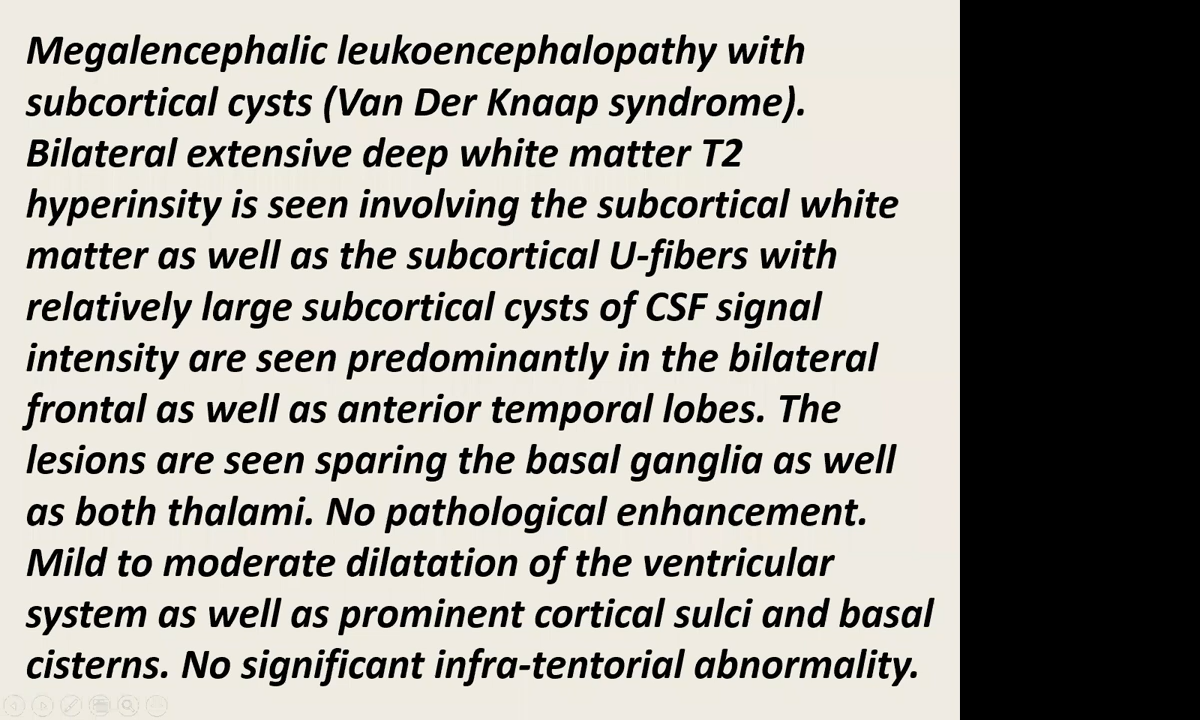 Megalencephalic leukoencephalopathy with
subcortical cysts (Van Der Knaap syndrome).
Bilateral extensive deep white matter T2
hyperinsity is seen involving the subcortical white
matter as well as the subcortical U-fibers with
relatively large subcortical cysts of CSF signal
intensity are seen predominantly in the bilateral
frontal as well as anterior temporal lobes. The
lesions are seen sparing the basal ganglia as well
as both thalami. No pathological enhancement.
Mild to moderate dilatation of the ventricular
system as well as prominent cortical sulci and basal
cisterns. No significant infra-tentorial abnormality.